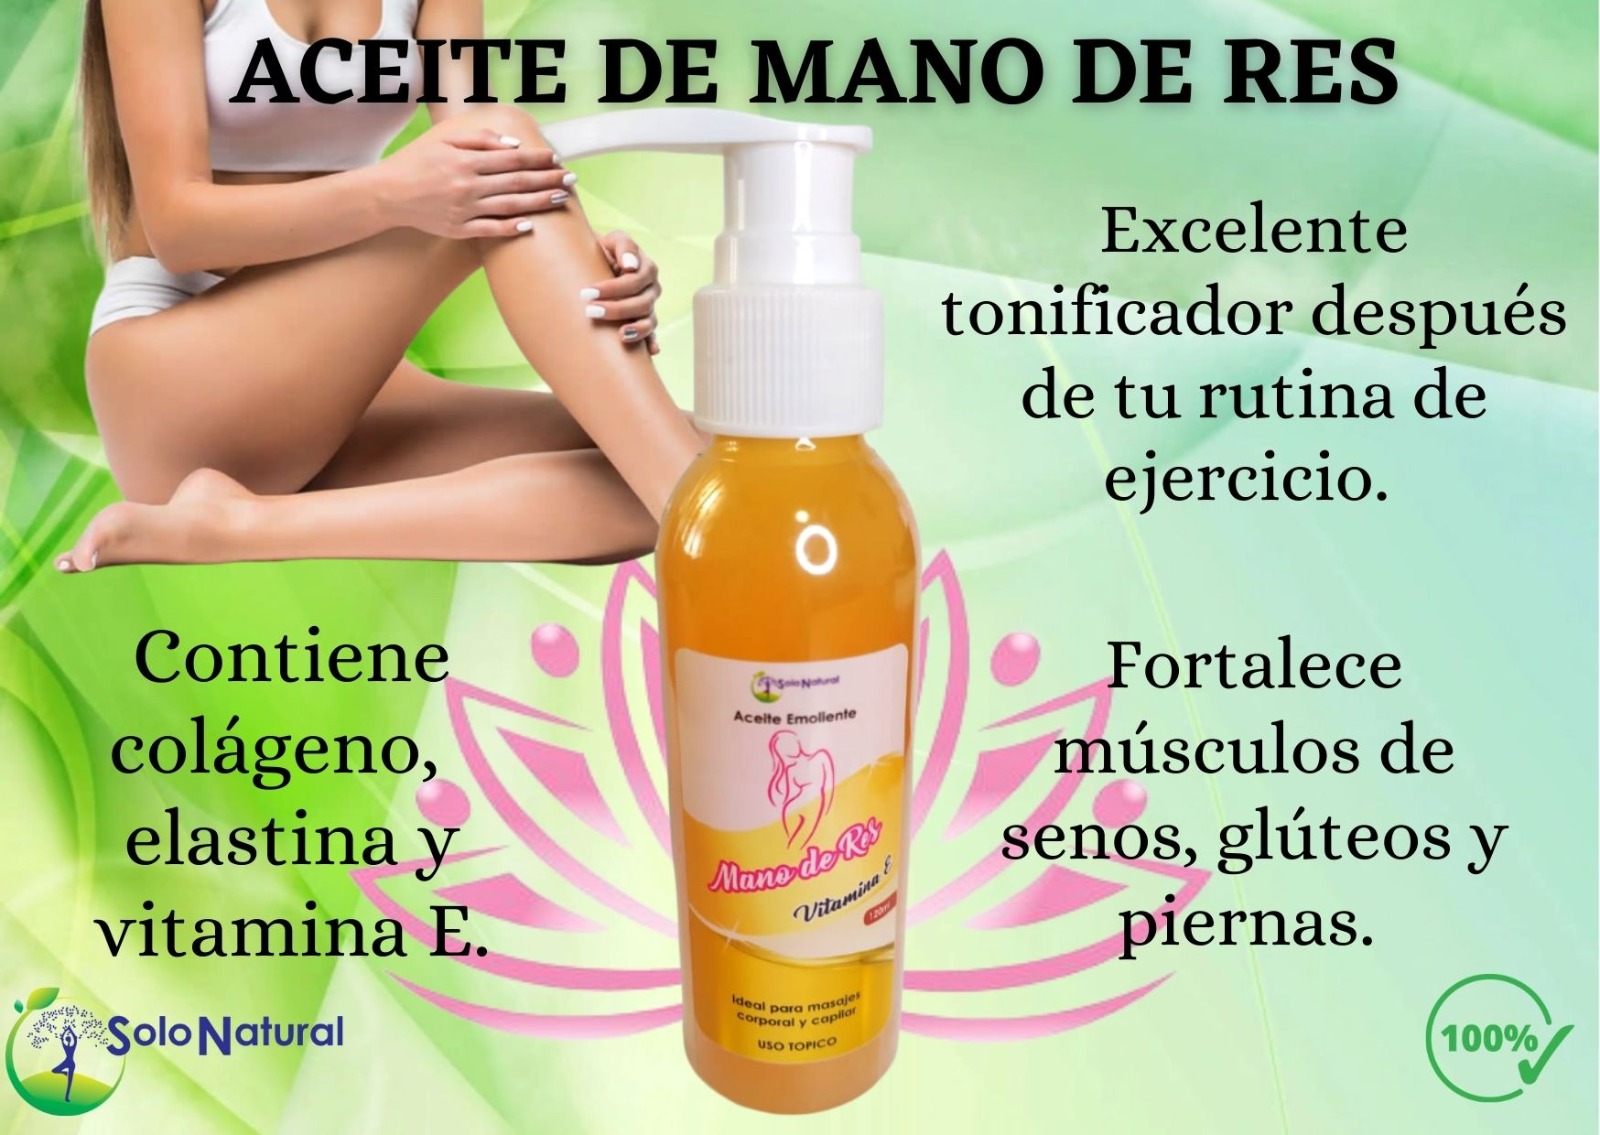 ACEITE DE MANO DE RES
Excelente
tonificador después
de tu rutina de
ejercicio.
Contiene
colágeno,
elastina y
vitamina E.
Fortalece
músculos de
senos, glúteos y
piernas.
Solo Natural
Aceite Emoliente
Mano de Res
Vitamina E
120ml
Ideal para masajes
corporal y capilar
USO TOPICO
Solo Natural
100%